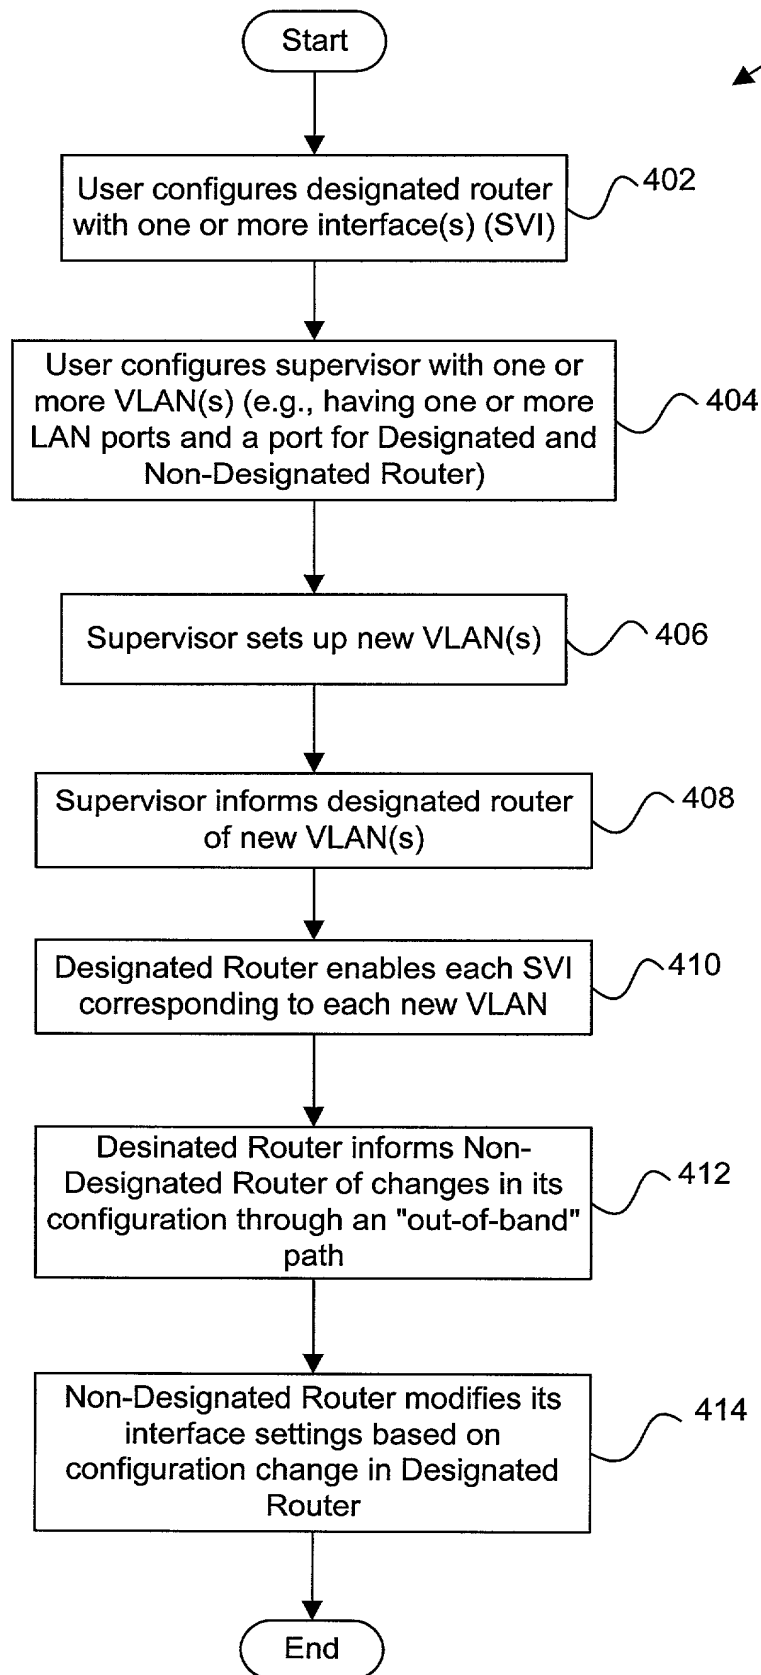 Start
User configures designated router
with one or more interface(s) (SVI)
402
User configures supervisor with one or
more VLAN(s) (e.g., having one or more
LAN ports and a port for Designated and
Non-Designated Router)
404
Supervisor sets up new VLAN(s)
406
Supervisor informs designated router
of new VLAN(s)
408
Designated Router enables each SVI
corresponding to each new VLAN
410
Desinated Router informs Non-
Designated Router of changes in its
configuration through an "out-of-band"
path
412
Non-Designated Router modifies its
interface settings based on
configuration change in Designated
Router
414
End